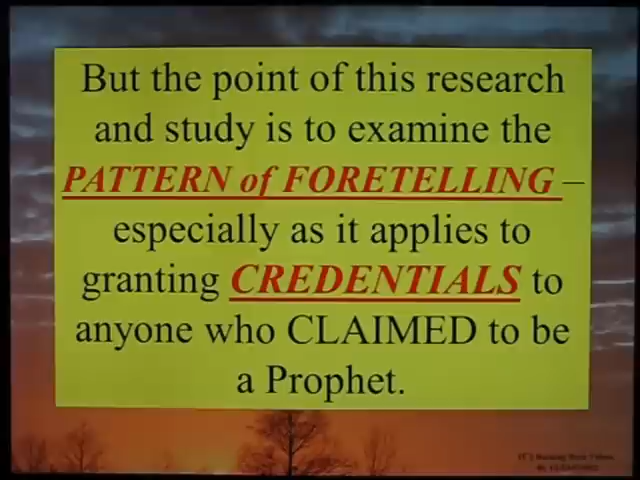 But the point of this research
and study is to examine the
PATTERN of FORETELLING –
especially as it applies to
granting CREDENTIALS to
anyone who CLAIMED to be
a Prophet.